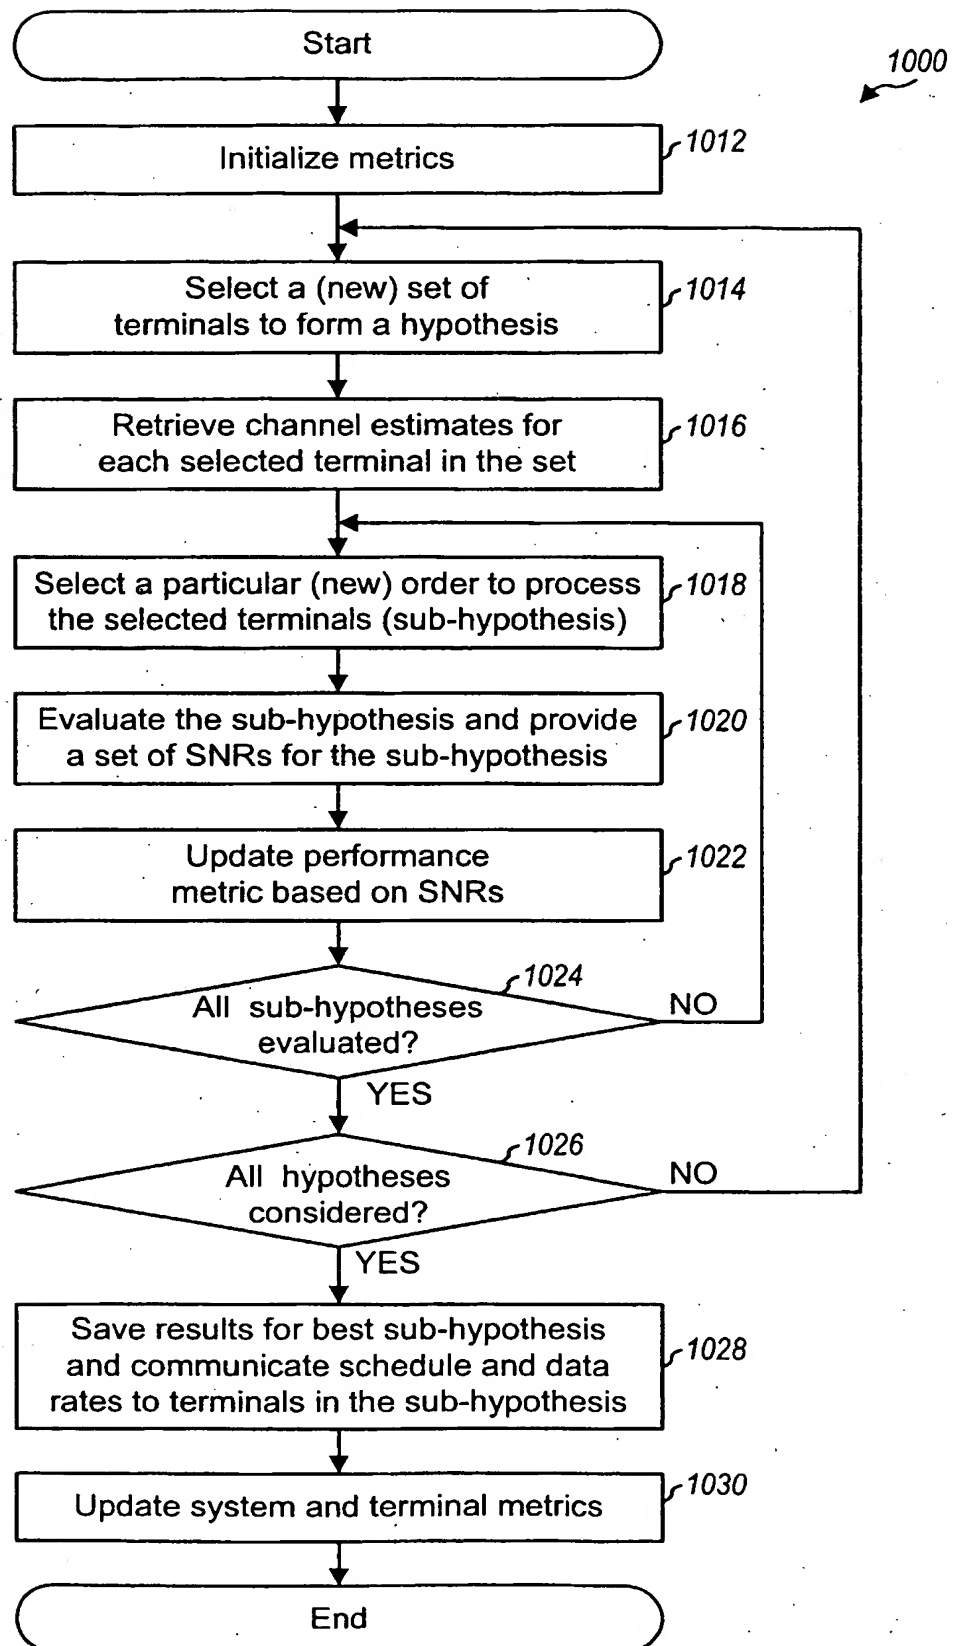 Start
1000
Initialize metrics
1012
Select a (new) set of
terminals to form a hypothesis
1014
Retrieve channel estimates for
each selected terminal in the set
1016
Select a particular (new) order to process
the selected terminals (sub-hypothesis)
1018
Evaluate the sub-hypothesis and provide
a set of SNRs for the sub-hypothesis
1020
Update performance
metric based on SNRs
1022
1024
All sub-hypotheses
evaluated?
NO
YES
1026
All hypotheses
considered?
NO
YES
Save results for best sub-hypothesis
and communicate schedule and data
rates to terminals in the sub-hypothesis
1028
Update system and terminal metrics
1030
End